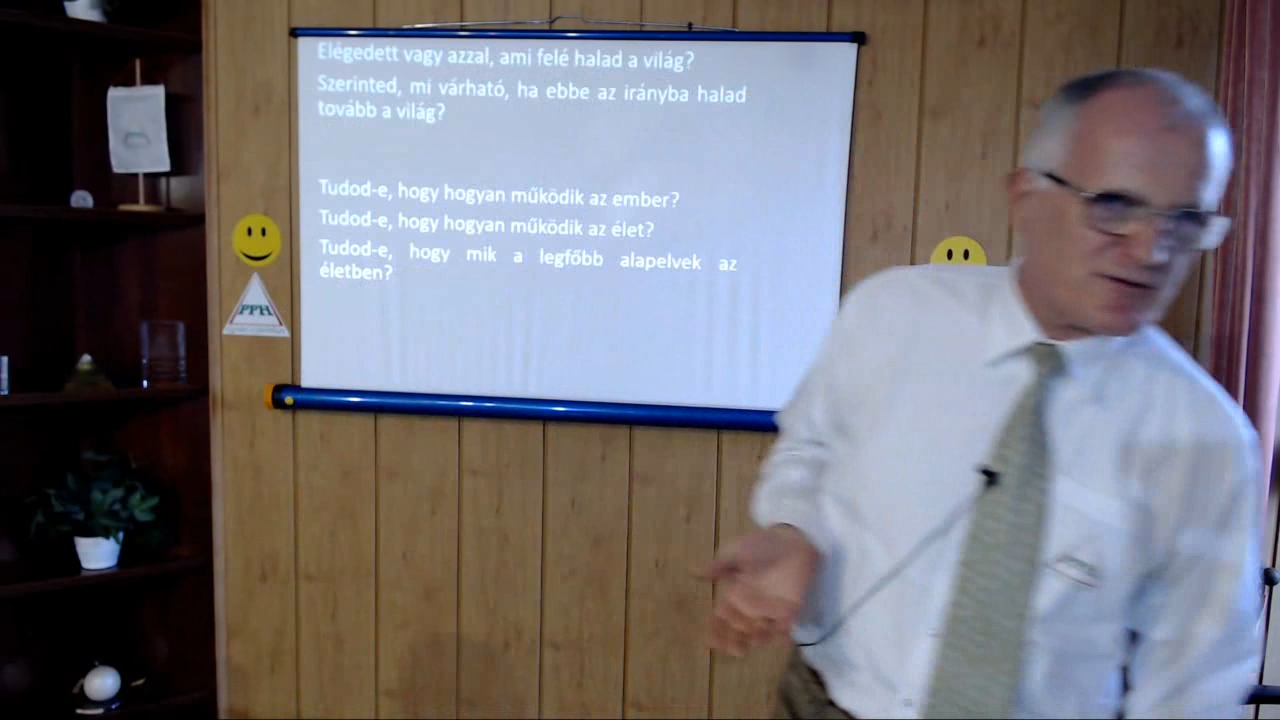 Elégedett vagy azzal, ami felé halad a világ?
Szerinted, mi várható, ha ebbe az irányba halad
tovább a világ?
Tudod-e, hogy hogyan működik az ember?
Tudod-e, hogy hogyan működik az élet?
Tudod-e, hogy mik a legfőbb alapelvek az
életben?
PPH